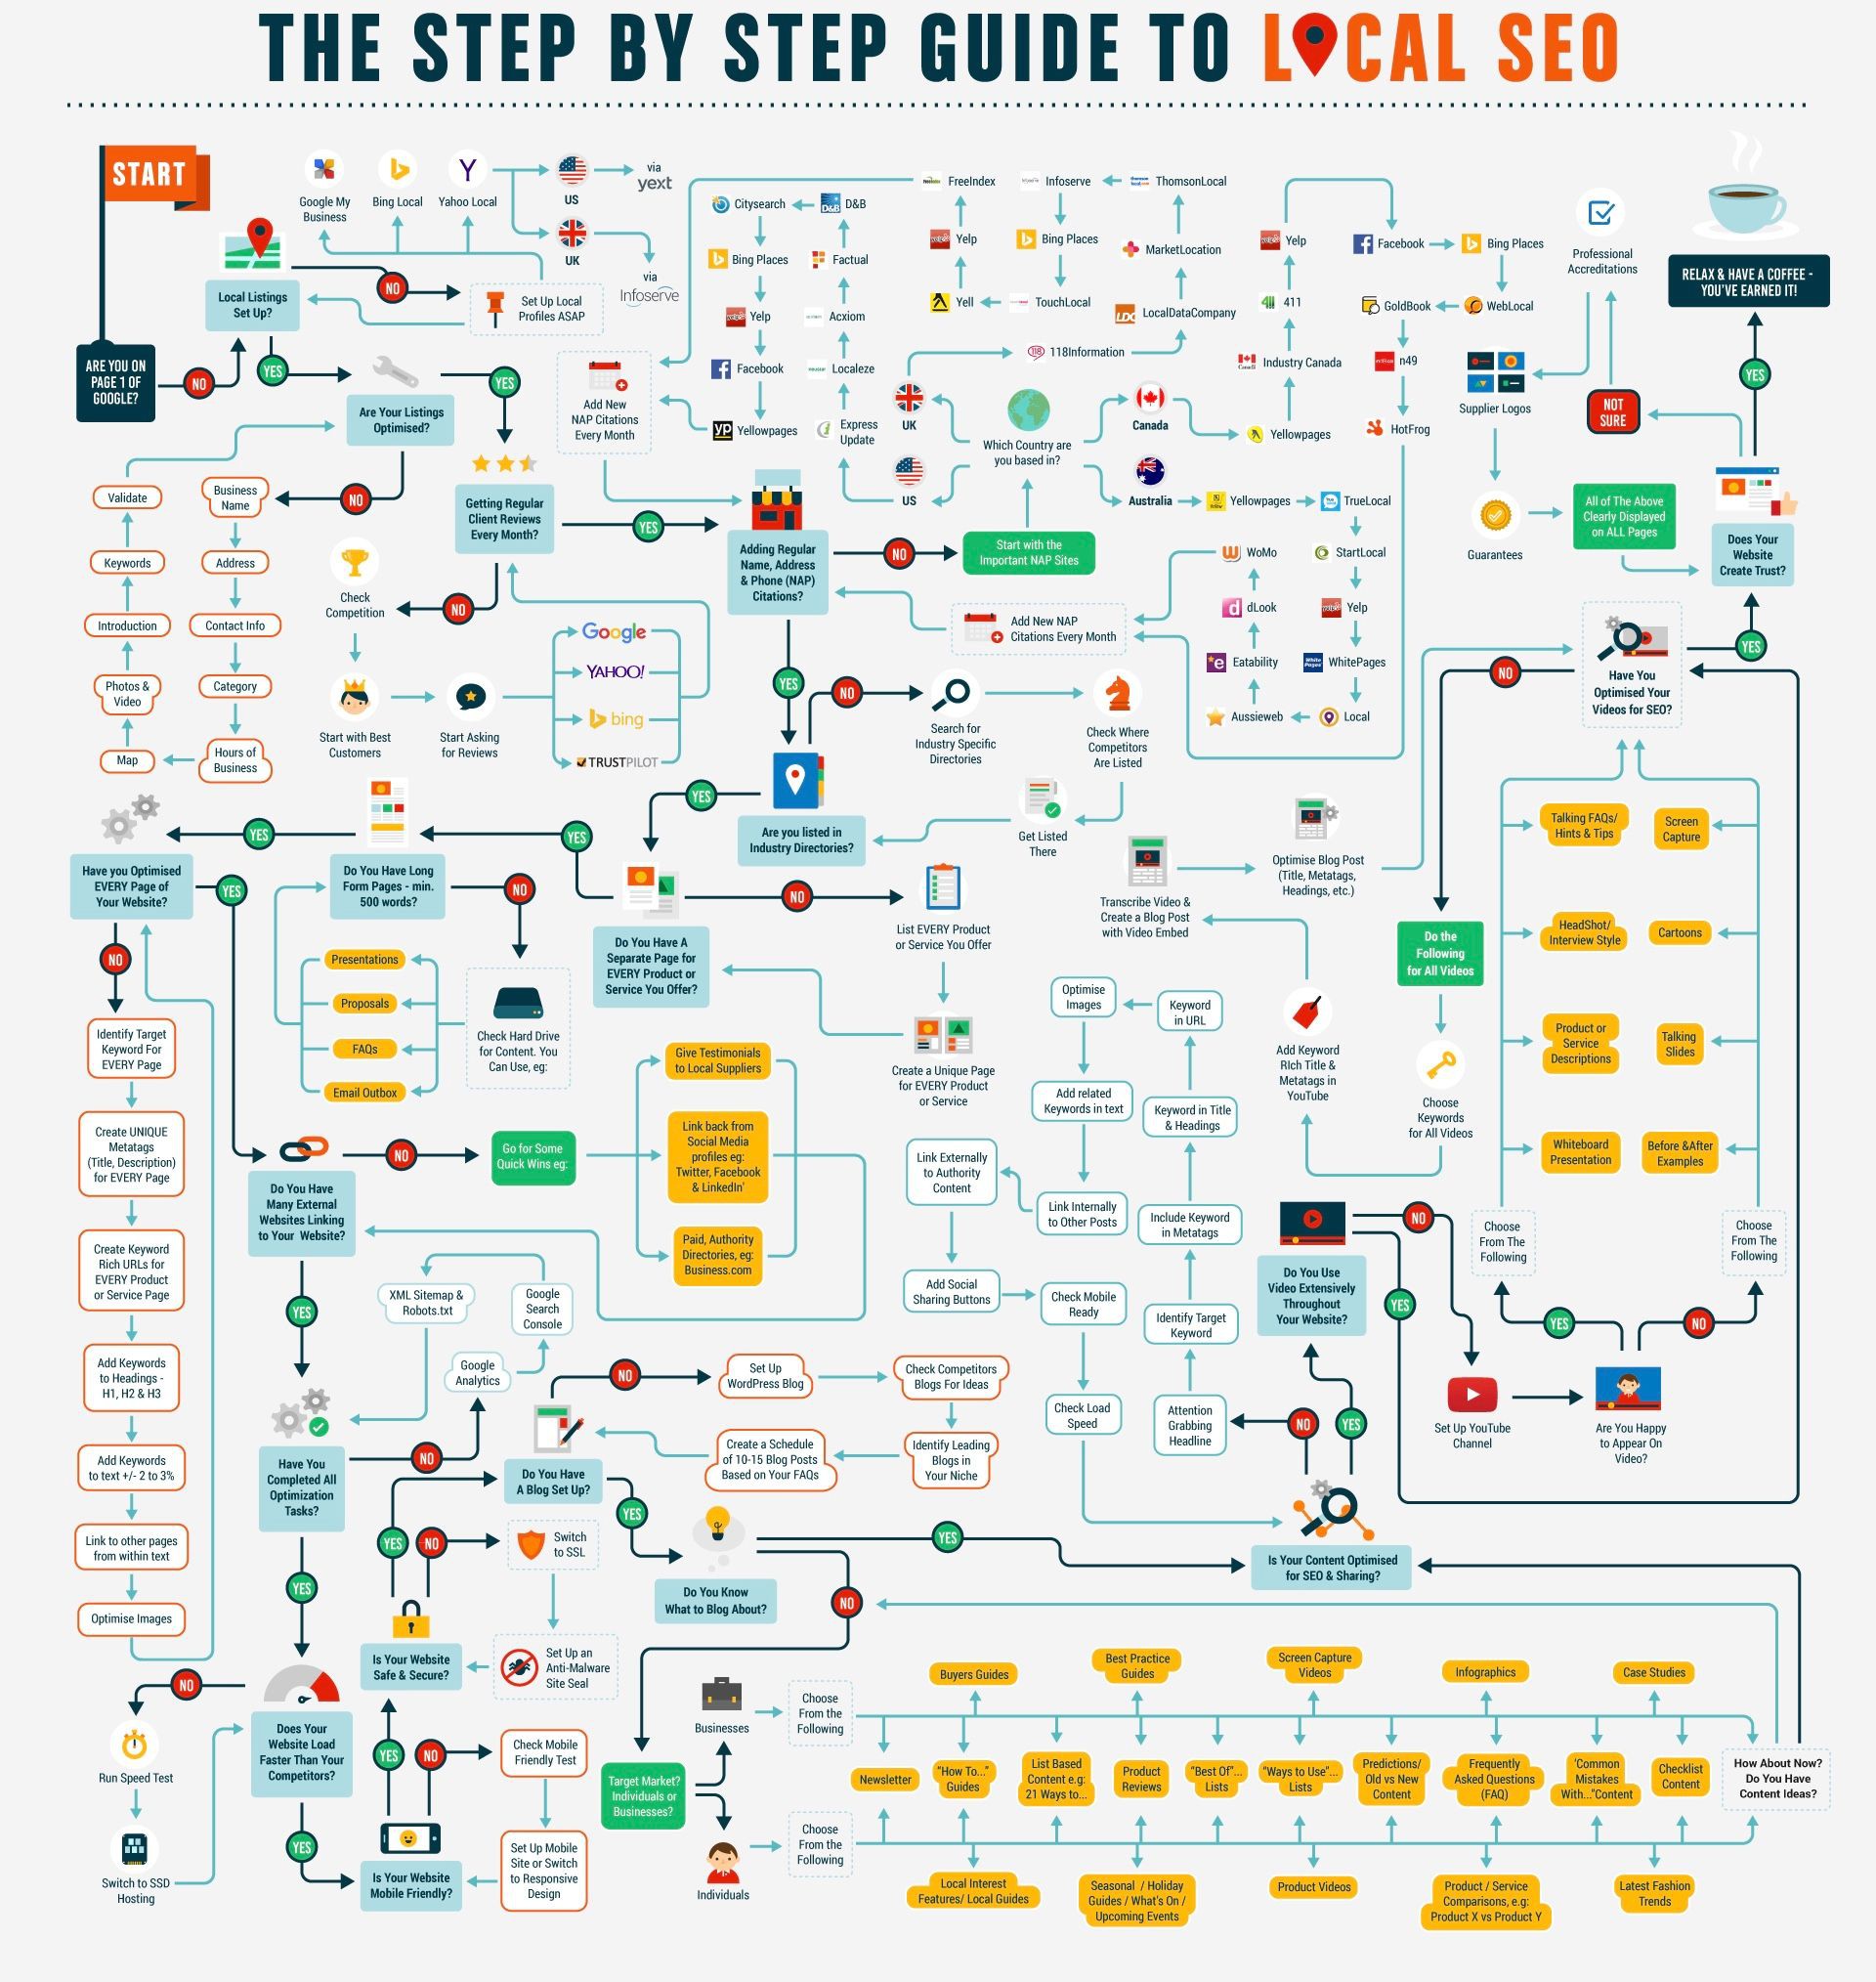 THE STEP BY STEP GUIDE TO LOCAL SEO
START
ARE YOU ON
PAGE 1 OF
GOOGLE?
NO
Local Listings
Set Up?
NO
YES
Google My
Business
Bing Local
Yahoo Local
US
via
yext
UK
via
Infoserve
Set Up Local
Profiles ASAP
Are Your Listings
Optimised?
YES
NO
Business
Name
Address
Contact Info
Category
Hours of
Business
Map
Photos &
Video
Introduction
Keywords
Validate
Getting Regular
Client Reviews
Every Month?
YES
NO
Check
Competition
Start with Best
Customers
Start Asking
for Reviews
Google
YAHOO!
bing
TRUSTPILOT
Adding Regular
Name, Address
& Phone (NAP)
Citations?
NO
YES
Start with the
Important NAP Sites
Which Country are
you based in?
UK
118Information
LocalDataCompany
MarketLocation
ThomsonLocal
Infoserve
Bing Places
TouchLocal
Yell
Yelp
FreeIndex
US
Express
Update
Localeze
Acxiom
Factual
D&B
Citysearch
Bing Places
Yelp
Facebook
Yellowpages
Add New
NAP Citations
Every Month
Canada
Yellowpages
Industry Canada
411
Yelp
Facebook
Bing Places
WebLocal
GoldBook
n49
HotFrog
Australia
Yellowpages
TrueLocal
StartLocal
Yelp
WhitePages
Local
Aussieweb
Eatability
dLook
WoMo
Add New NAP
Citations Every Month
Are you listed in
Industry Directories?
NO
YES
Search for
Industry Specific
Directories
Check Where
Competitors
Are Listed
Get Listed
There
Do You Have A
Separate Page for
EVERY Product or
Service You Offer?
NO
YES
List EVERY Product
or Service You Offer
Create a Unique Page
for EVERY Product
or Service
Do You Have Long
Form Pages - min.
500 words?
YES
NO
Check Hard Drive
for Content. You
Can Use, eg:
Presentations
Proposals
FAQs
Email Outbox
Have you Optimised
EVERY Page of
Your Website?
YES
NO
Identify Target
Keyword For
EVERY Page
Create UNIQUE
Metatags
(Title, Description)
for EVERY Page
Create Keyword
Rich URLs for
EVERY Product
or Service Page
Add Keywords
to Headings -
H1, H2 & H3
Add Keywords
to text +/- 2 to 3%
Link to other pages
from within text
Optimise Images
Do You Have
Many External
Websites Linking
to Your Website?
NO
YES
Go for Some
Quick Wins eg:
Give Testimonials
to Local Suppliers
Link back from
Social Media
profiles eg:
Twitter, Facebook
& LinkedIn'
Paid, Authority
Directories, eg:
Business.com
Have You
Completed All
Optimization
Tasks?
NO
YES
Google
Analytics
Google
Search
Console
XML Sitemap &
Robots.txt
Does Your
Website Load
Faster Than Your
Competitors?
NO
YES
Run Speed Test
Switch to SSD
Hosting
Is Your Website
Mobile Friendly?
YES
NO
Check Mobile
Friendly Test
Set Up Mobile
Site or Switch
to Responsive
Design
Is Your Website
Safe & Secure?
YES
NO
Switch
to SSL
Set Up an
Anti-Malware
Site Seal
Do You Have
A Blog Set Up?
NO
YES
Set Up
WordPress Blog
Check Competitors
Blogs For Ideas
Identify Leading
Blogs in
Your Niche
Create a Schedule
of 10-15 Blog Posts
Based on Your FAQs
Do You Know
What to Blog About?
YES
NO
Target Market?
Individuals or
Businesses?
Businesses
Choose
From the
Following
Individuals
Choose
From the
Following
Buyers Guides
Best Practice
Guides
Screen Capture
Videos
Infographics
Case Studies
Newsletter
"How To..."
Guides
List Based
Content e.g:
21 Ways to...
Product
Reviews
"Best Of"...
Lists
"Ways to Use"...
Lists
Predictions/
Old vs New
Content
Frequently
Asked Questions
(FAQ)
'Common
Mistakes
With..."Content
Checklist
Content
Local Interest
Features/ Local Guides
Seasonal / Holiday
Guides / What's On /
Upcoming Events
Product Videos
Product / Service
Comparisons, e.g:
Product X vs Product Y
Latest Fashion
Trends
How About Now?
Do You Have
Content Ideas?
Is Your Content Optimised
for SEO & Sharing?
NO
YES
Attention
Grabbing
Headline
Identify Target
Keyword
Include Keyword
in Metatags
Keyword in Title
& Headings
Keyword
in URL
Optimise
Images
Add related
Keywords in text
Link Internally
to Other Posts
Link Externally
to Authority
Content
Add Social
Sharing Buttons
Check Mobile
Ready
Check Load
Speed
Do You Use
Video Extensively
Throughout
Your Website?
NO
YES
Set Up YouTube
Channel
Are You Happy
to Appear On
Video?
YES
NO
Choose
From The
Following
Choose
From The
Following
Talking FAQs/
Hints & Tips
HeadShot/
Interview Style
Product or
Service
Descriptions
Whiteboard
Presentation
Screen
Capture
Cartoons
Talking
Slides
Before &After
Examples
Have You
Optimised Your
Videos for SEO?
NO
YES
Do the
Following
for All Videos
Choose
Keywords
for All Videos
Add Keyword
RIch Title &
Metatags in
YouTube
Transcribe Video &
Create a Blog Post
with Video Embed
Optimise Blog Post
(Title, Metatags,
Headings, etc.)
Does Your
Website
Create Trust?
NOT
SURE
YES
Professional
Accreditations
Supplier Logos
Guarantees
All of The Above
Clearly Displayed
on ALL Pages
RELAX & HAVE A COFFEE -
YOU'VE EARNED IT!